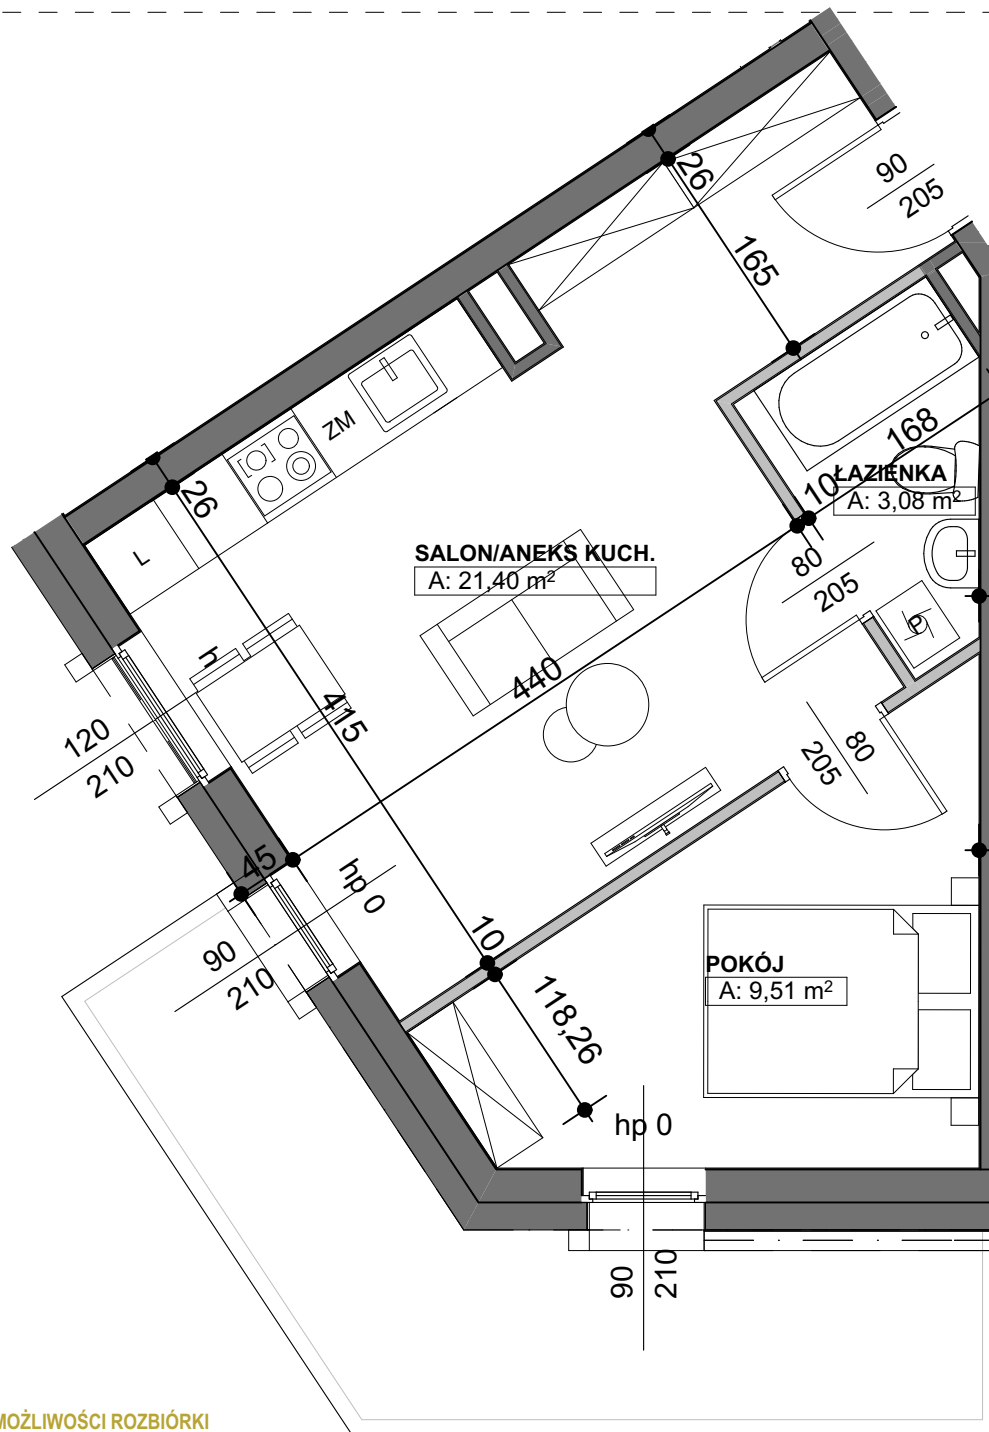 90
205
26
165
ZM
26
L
168
ŁAZIENKA
A: 3,08 m²
10
SALON/ANEKS KUCH.
A: 21,40 m²
80
205
P
h
440
415
120
210
80
205
45
hp 0
90
210
10
POKÓJ
A: 9,51 m²
118,26
hp 0
90
210
MOŻLIWOŚCI ROZBIÓRKI